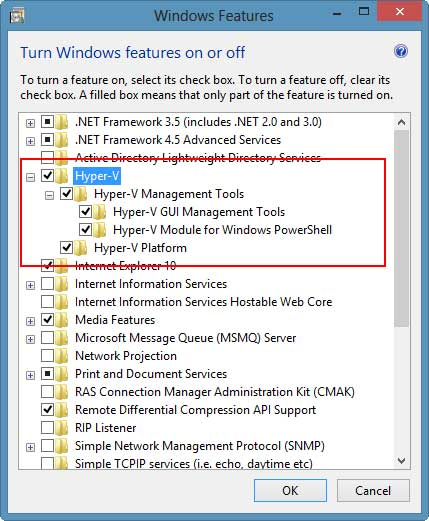 Windows Features
Turn Windows features on or off
To turn a feature on, select its check box. To turn a feature off, clear its
check box. A filled box means that only part of the feature is turned on.
.NET Framework 3.5 (includes .NET 2.0 and 3.0)
.NET Framework 4.5 Advanced Services
Active Directory Lightweight Directory Services
Hyper-V
Hyper-V Management Tools
Hyper-V GUI Management Tools
Hyper-V Module for Windows PowerShell
Hyper-V Platform
Internet Explorer 10
Internet Information Services
Internet Information Services Hostable Web Core
Media Features
Microsoft Message Queue (MSMQ) Server
Network Projection
Print and Document Services
RAS Connection Manager Administration Kit (CMAK)
Remote Differential Compression API Support
RIP Listener
Simple Network Management Protocol (SNMP)
Simple TCPIP services (i.e. echo, daytime etc)
OK Cancel